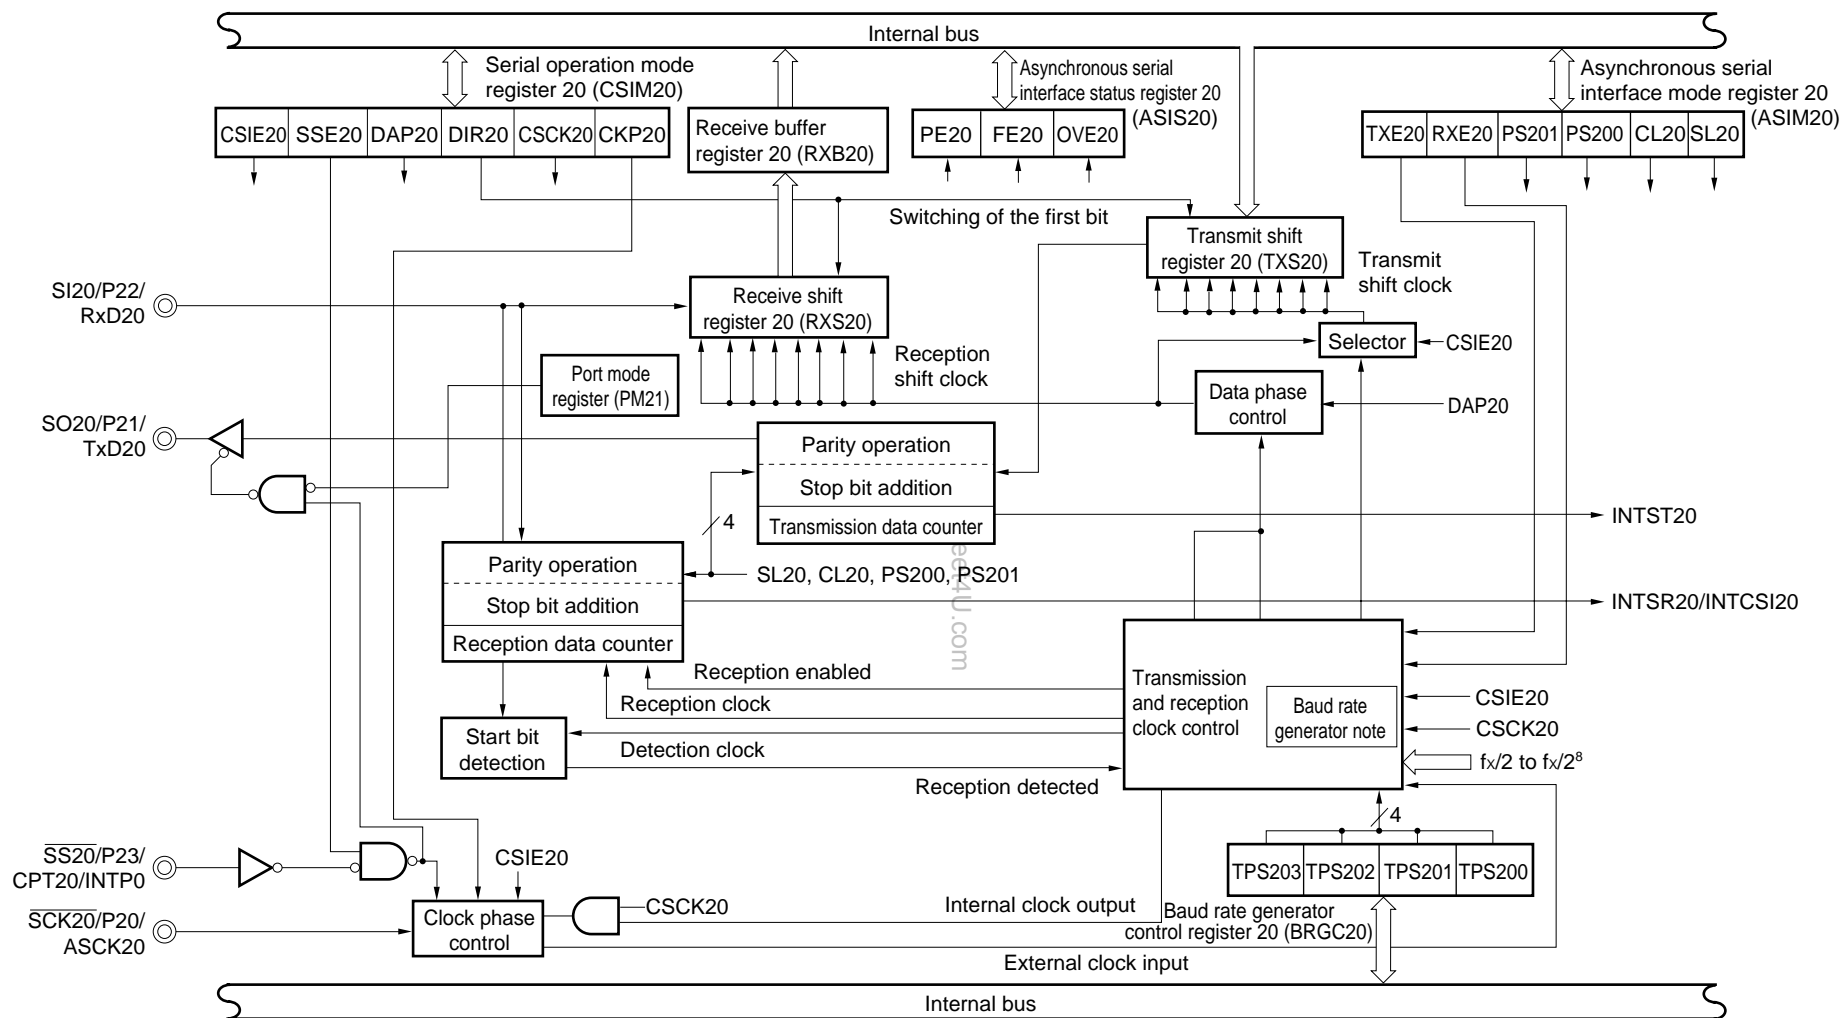 Internal bus
Serial operation mode
register 20 (CSIM20)
Asynchronous serial
interface status register 20
(ASIS20)
Asynchronous serial
interface mode register 20
(ASIM20)
CSIE20 SSE20 DAP20 DIR20 CSCK20 CKP20
Receive buffer
register 20 (RXB20)
PE20 FE20 OVE20
TXE20 RXE20 PS201 PS200 CL20 SL20
Switching of the first bit
Transmit shift
register 20 (TXS20)
Transmit
shift clock
SI20/P22/
RxD20
Receive shift
register 20 (RXS20)
Selector
CSIE20
Reception
shift clock
Port mode
register (PM21)
Data phase
control
DAP20
SO20/P21/
TxD20
Parity operation
Stop bit addition
Transmission data counter
4
INTST20
Parity operation
Stop bit addition
Reception data counter
SL20, CL20, PS200, PS201
eet4U.com
INTSR20/INTCSI20
Reception enabled
Reception clock
Transmission
and reception
clock control
Baud rate
generator note
CSIE20
CSCK20
fx/2 to fx/2⁸
Start bit
detection
Detection clock
Reception detected
4
SS20/P23/
CPT20/INTP0
CSIE20
TPS203 TPS202 TPS201 TPS200
SCK20/P20/
ASCK20
Clock phase
control
CSCK20
Internal clock output
Baud rate generator
control register 20 (BRGC20)
External clock input
Internal bus